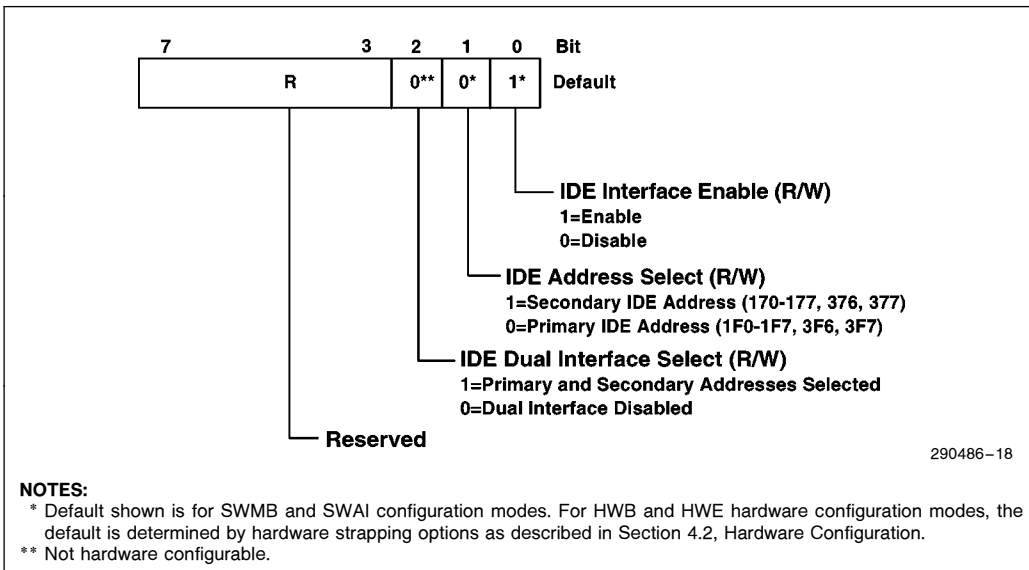 7 3 2 1 0 Bit
R 0** 0* 1* Default
IDE Interface Enable (R/W)
1=Enable
0=Disable
IDE Address Select (R/W)
1=Secondary IDE Address (170-177, 376, 377)
0=Primary IDE Address (1F0-1F7, 3F6, 3F7)
IDE Dual Interface Select (R/W)
1=Primary and Secondary Addresses Selected
0=Dual Interface Disabled
Reserved
290486–18
NOTES:
* Default shown is for SWMB and SWAI configuration modes. For HWB and HWE hardware configuration modes, the
default is determined by hardware strapping options as described in Section 4.2, Hardware Configuration.
** Not hardware configurable.